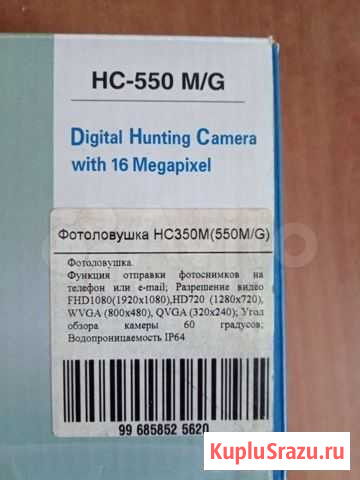 HC-550 M/G
Digital Hunting Camera
with 16 Megapixel
Фотоловушка HC350M(550M/G)
Фотоловушка.
Функция отправки фотоснимков на
телефон или e-mail; Разрешение видео
FHD1080(1920x1080),HD720 (1280x720),
WVGA (800x480), QVGA (320x240); Угол
обзора камеры 60 градусов;
Водопроницаемость IP64
99 685852 5620
KupluSrazu.ru